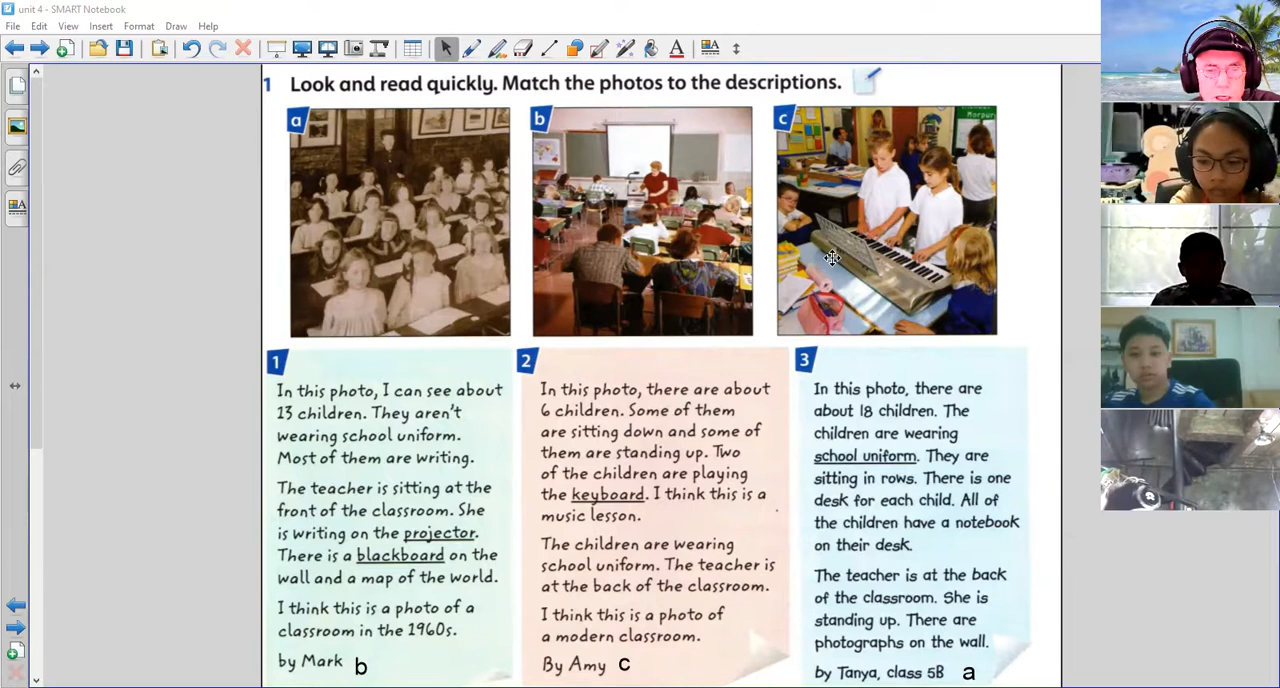 unit 4 - SMART Notebook
File Edit View Insert Format Draw Help
1 Look and read quickly. Match the photos to the descriptions.
a
b
c
1
In this photo, I can see about
13 children. They aren't
wearing school uniform.
Most of them are writing.
The teacher is sitting at the
front of the classroom. She
is writing on the projector.
There is a blackboard on the
wall and a map of the world.
I think this is a photo of a
classroom in the 1960s.
by Mark b
2
In this photo, there are about
6 children. Some of them
are sitting down and some of
them are standing up. Two
of the children are playing
the keyboard. I think this is a
music lesson.
The children are wearing
school uniform. The teacher is
at the back of the classroom.
I think this is a photo of
a modern classroom.
By Amy c
3
In this photo, there are
about 18 children. The
children are wearing
school uniform. They are
sitting in rows. There is one
desk for each child. All of
the children have a notebook
on their desk.
The teacher is at the back
of the classroom. She is
standing up. There are
photographs on the wall.
by Tanya, class 5B a